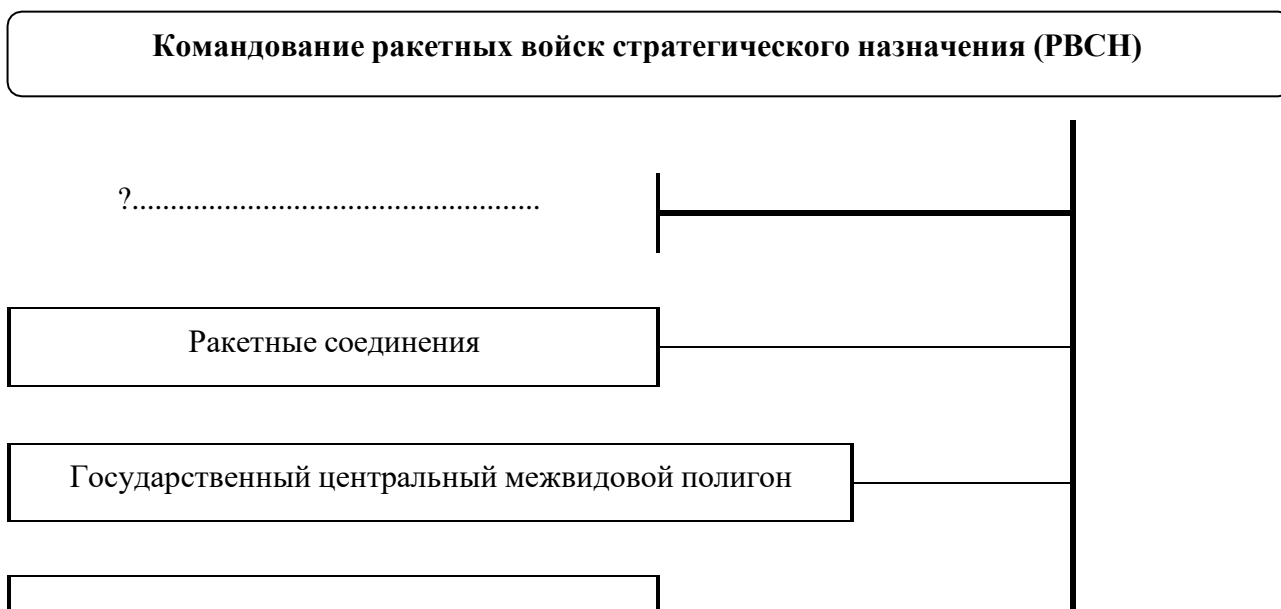 Командование ракетных войск стратегического назначения (РВСН)
?.....................................................
Ракетные соединения
Государственный центральный межвидовой полигон